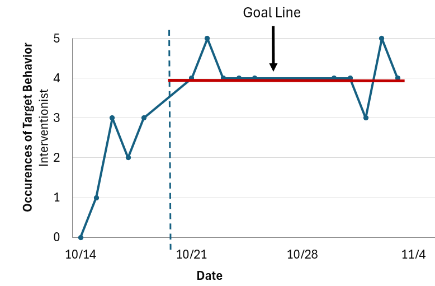 Goal Line
Occurences of Target Behavior
Interventionist
5
4
3
2
1
0
10/14
10/21
10/28
11/4
Date